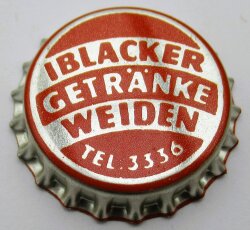 IBLACKER
GETRÄNKE
WEIDEN
TEL. 3336